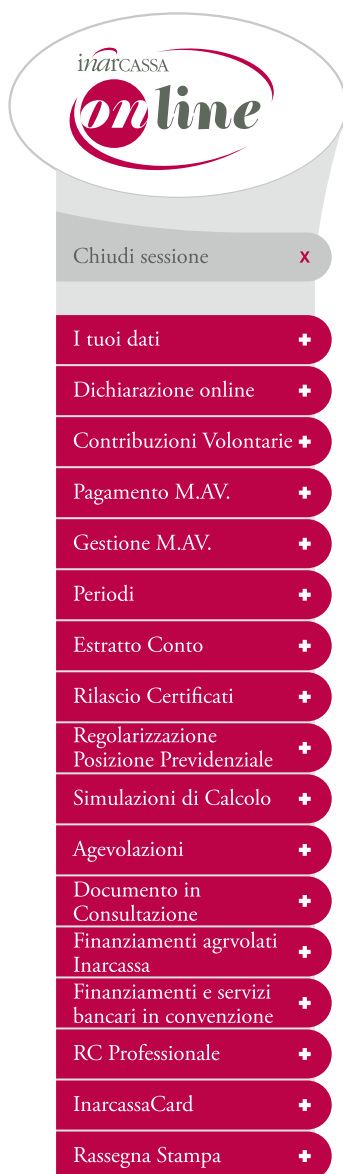 inarCASSA
online
Chiudi sessione x
I tuoi dati
Dichiarazione online
Contribuzioni Volontarie
Pagamento M.AV.
Gestione M.AV.
Periodi
Estratto Conto
Rilascio Certificati
Regolarizzazione
Posizione Previdenziale
Simulazioni di Calcolo
Agevolazioni
Documento in
Consultazione
Finanziamenti agrvolati
Inarcassa
Finanziamenti e servizi
bancari in convenzione
RC Professionale
InarcassaCard
Rassegna Stampa